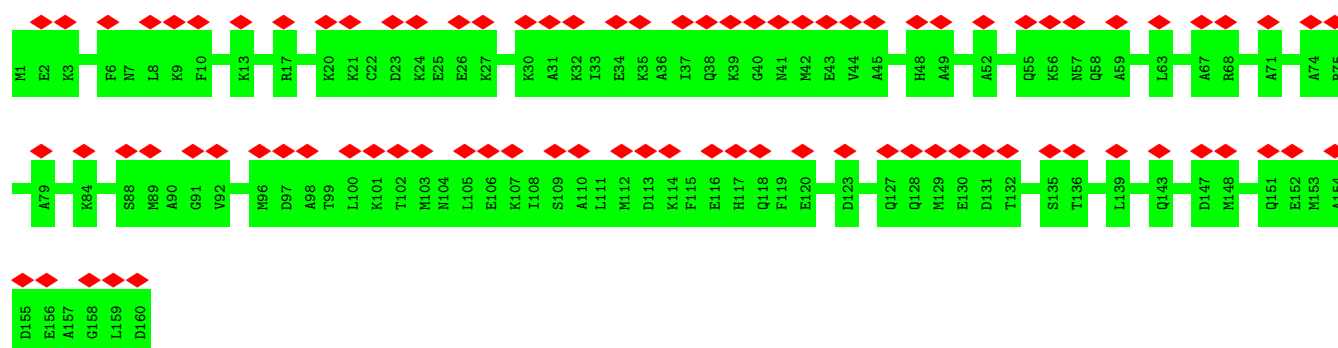 M1 E2 K3 F6 N7 L8 K9 F10 K13 R17 K20 K21 C22 D23 K24 E25 E26 K27 K30 A31 K32 I33 E34 K35 A36 I37 Q38 K39 G40 N41 M42 E43 V44 A45 H48 A49 A52 Q55 K56 N57 Q58 A59 L63 A67 R68 A71 A74 R75
A79 K84 S88 M89 A90 G91 V92 M96 D97 A98 T99 L100 K101 T102 M103 N104 L105 E106 K107 I108 S109 A110 L111 M112 D113 K114 F115 E116 H117 Q118 F119 E120 D123 Q127 Q128 M129 E130 D131 T132 S135 T136 L139 Q143 D147 M148 Q151 E152 M153 A154
D155 E156 A157 G158 L159 D160